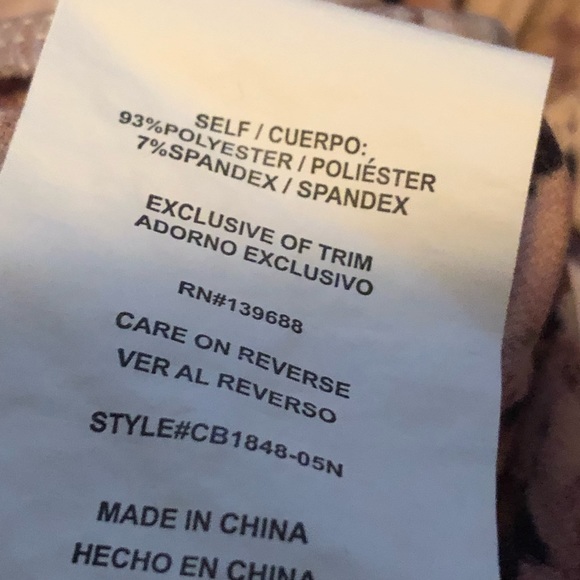 SELF / CUERPO:
93%POLYESTER / POLIÉSTER
7%SPANDEX / SPANDEX
EXCLUSIVE OF TRIM
ADORNO EXCLUSIVO
RN#139688
CARE ON REVERSE
VER AL REVERSO
STYLE#CB1848-05N
MADE IN CHINA
HECHO EN CHINA